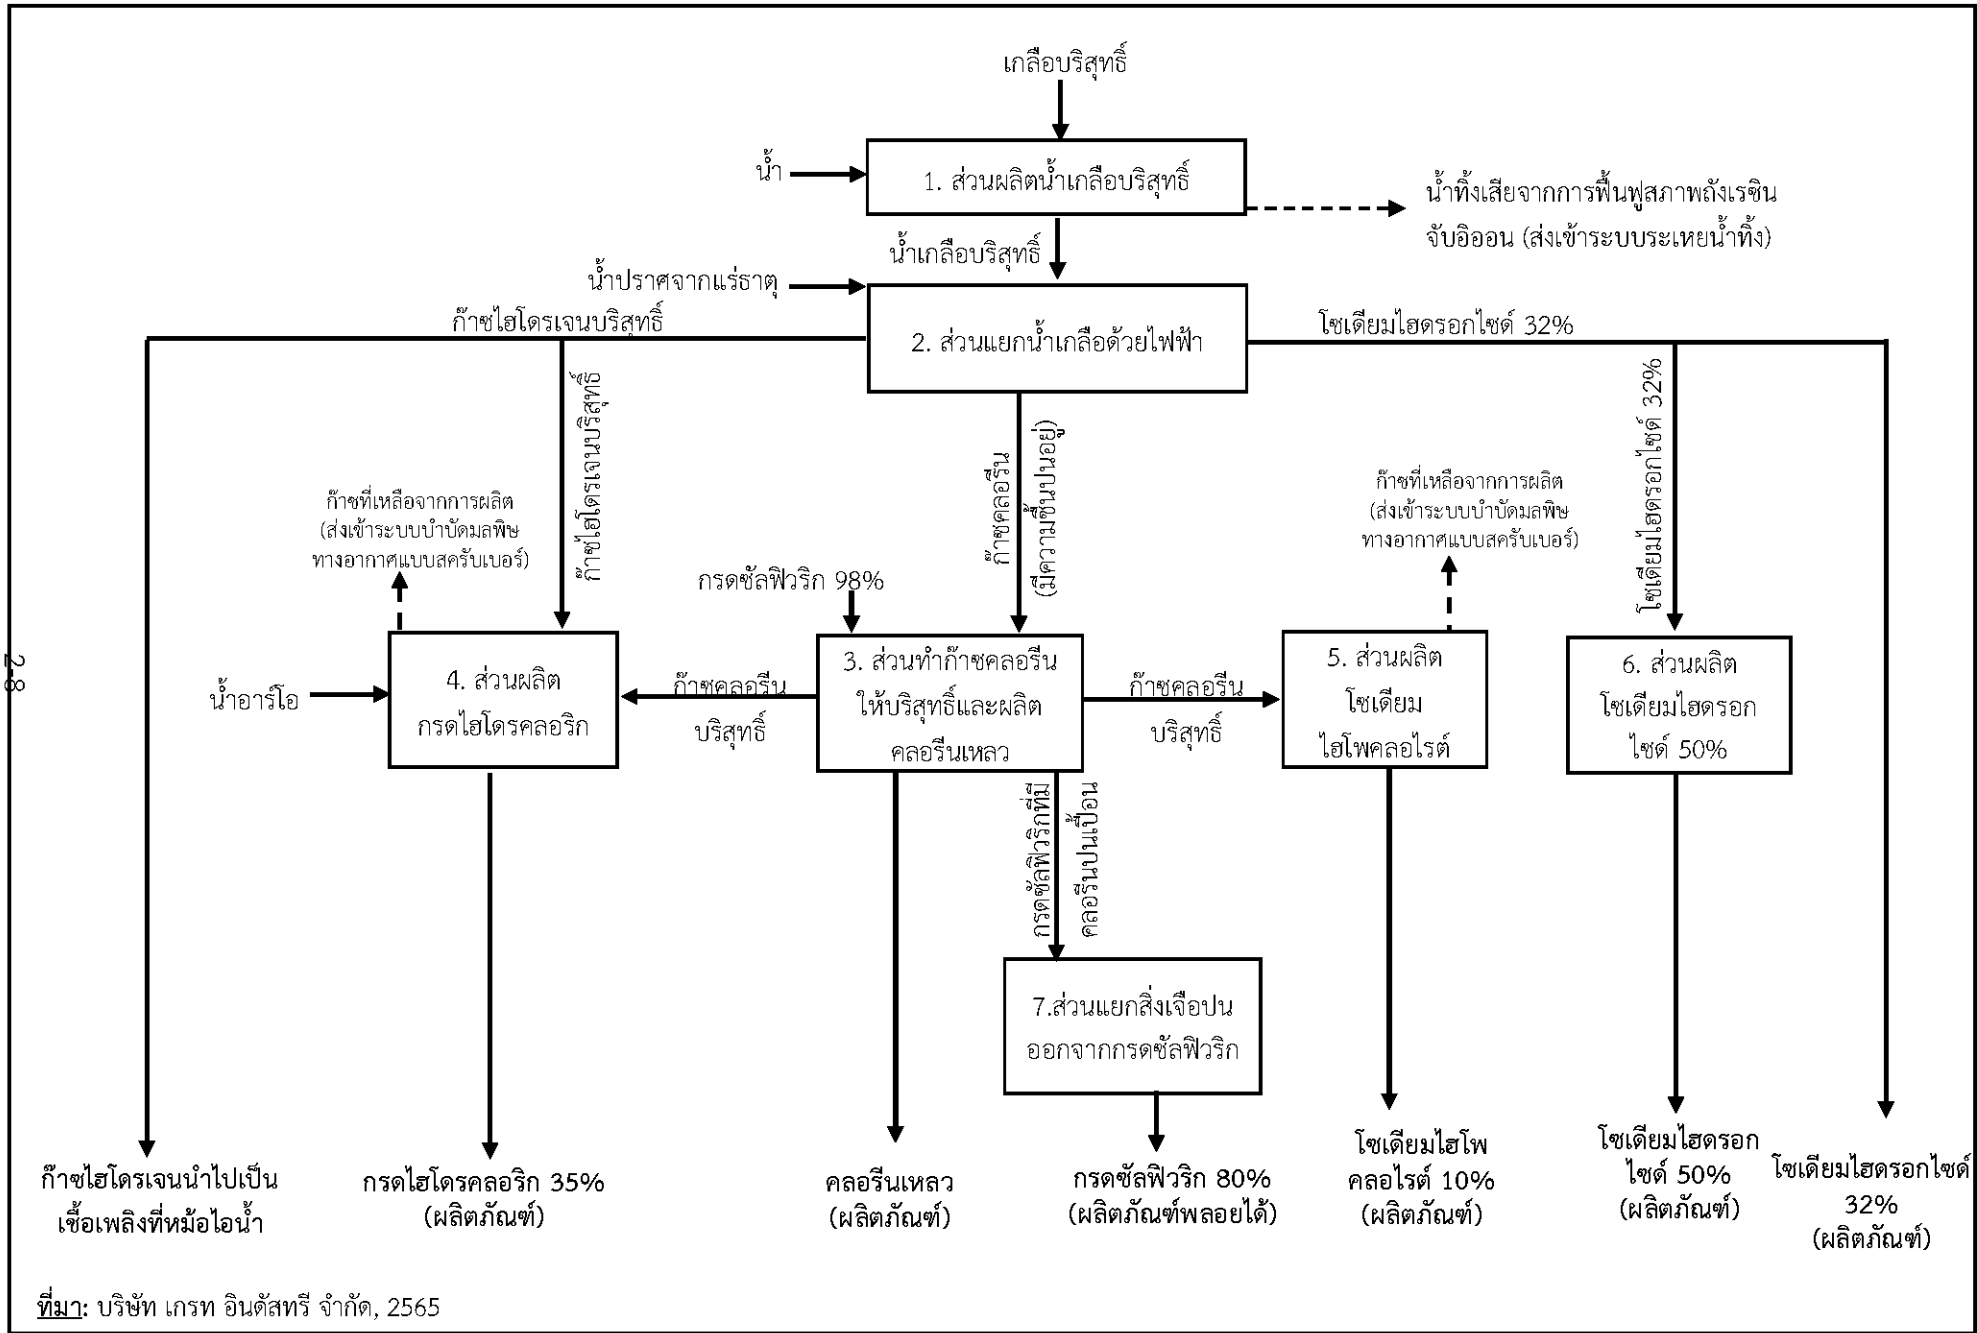 เกลือบริสุทธิ์
น้ำ
1. ส่วนผลิตน้ำเกลือบริสุทธิ์
น้ำทิ้งเสียจากการฟื้นฟูสภาพถังเรซิน
จับอิออน (ส่งเข้าระบบระเหยน้ำทิ้ง)
น้ำเกลือบริสุทธิ์
น้ำปราศจากแร่ธาตุ
ก๊าซไฮโดรเจนบริสุทธิ์
2. ส่วนแยกน้ำเกลือด้วยไฟฟ้า
โซเดียมไฮดรอกไซด์ 32%
ก๊าซไฮโดรเจนบริสุทธิ์
ก๊าซคลอรีน
(มีความชื้นปนอยู่)
โซเดียมไฮดรอกไซด์ 32%
ก๊าซที่เหลือจากการผลิต
(ส่งเข้าระบบบำบัดมลพิษ
ทางอากาศแบบสครับเบอร์)
ก๊าซที่เหลือจากการผลิต
(ส่งเข้าระบบบำบัดมลพิษ
ทางอากาศแบบสครับเบอร์)
กรดซัลฟิวริก 98%
น้ำอาร์โอ
4. ส่วนผลิต
กรดไฮโดรคลอริก
ก๊าซคลอรีน
บริสุทธิ์
3. ส่วนทำก๊าซคลอรีน
ให้บริสุทธิ์และผลิต
คลอรีนเหลว
ก๊าซคลอรีน
บริสุทธิ์
5. ส่วนผลิต
โซเดียม
ไฮโพคลอไรต์
6. ส่วนผลิต
โซเดียมไฮดรอก
ไซด์ 50%
2-8
กรดซัลฟิวริกที่มี
คลอรีนปนเปื้อน
7.ส่วนแยกสิ่งเจือปน
ออกจากกรดซัลฟิวริก
ก๊าซไฮโดรเจนนำไปเป็น
เชื้อเพลิงที่หม้อไอน้ำ
กรดไฮโดรคลอริก 35%
(ผลิตภัณฑ์)
คลอรีนเหลว
(ผลิตภัณฑ์)
กรดซัลฟิวริก 80%
(ผลิตภัณฑ์พลอยได้)
โซเดียมไฮโพ
คลอไรต์ 10%
(ผลิตภัณฑ์)
โซเดียมไฮดรอก
ไซด์ 50%
(ผลิตภัณฑ์)
โซเดียมไฮดรอกไซด์
32%
(ผลิตภัณฑ์)
ที่มา: บริษัท เกรท อินดัสทรี จำกัด, 2565